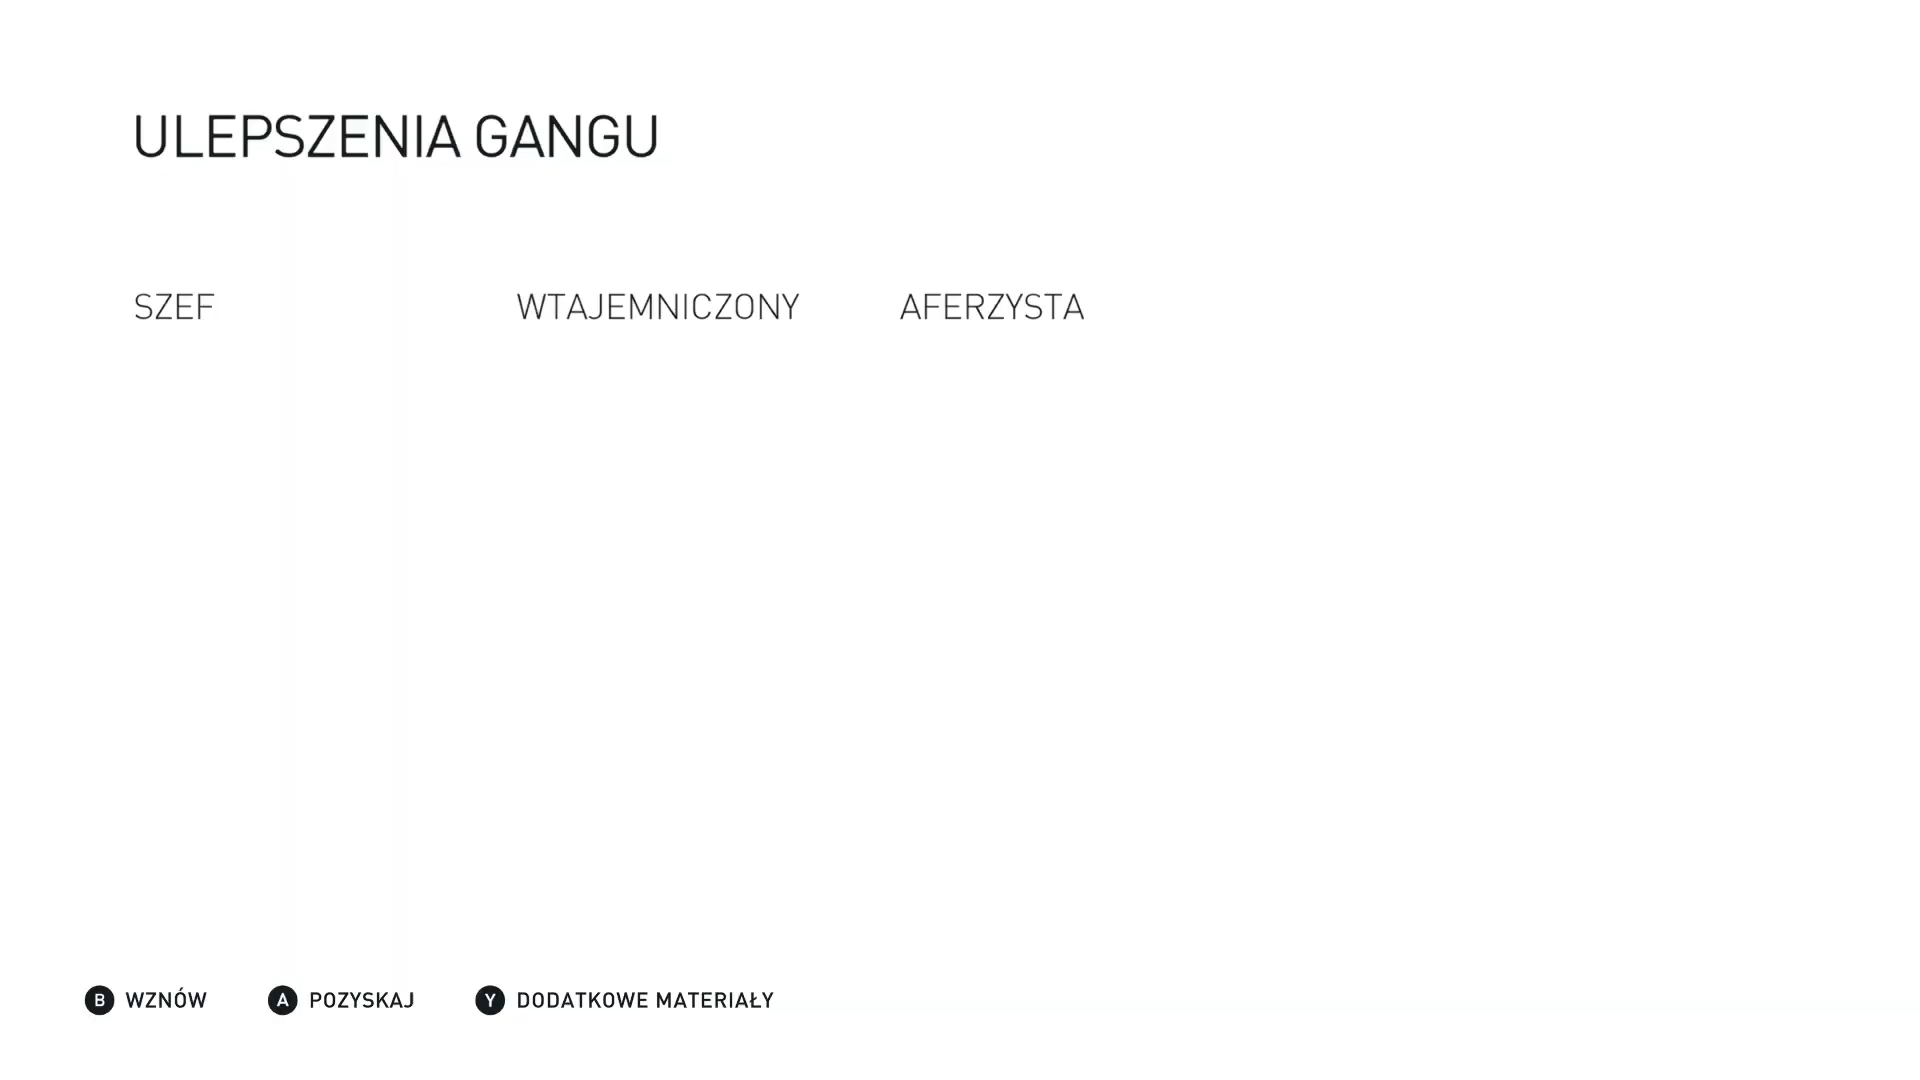 ULEPSZENIA GANGU
SZEF WTAJEMNICZONY AFERZYSTA
B WZNÓW A POZYSKAJ Y DODATKOWE MATERIAŁY